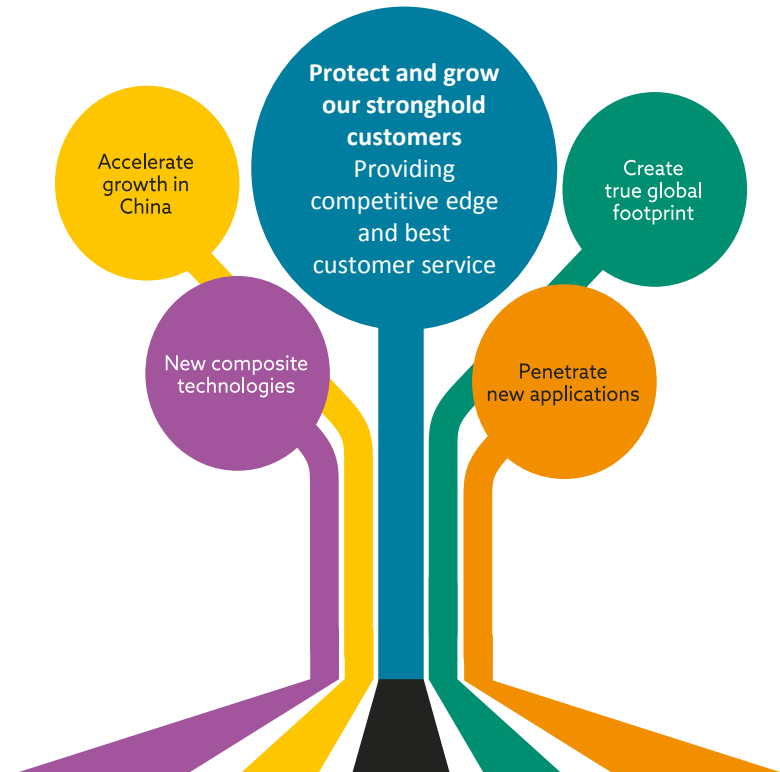 Protect and grow
our stronghold
customers
Providing
competitive edge
and best
customer service
Accelerate
growth in
China
Create
true global
footprint
New composite
technologies
Penetrate
new applications